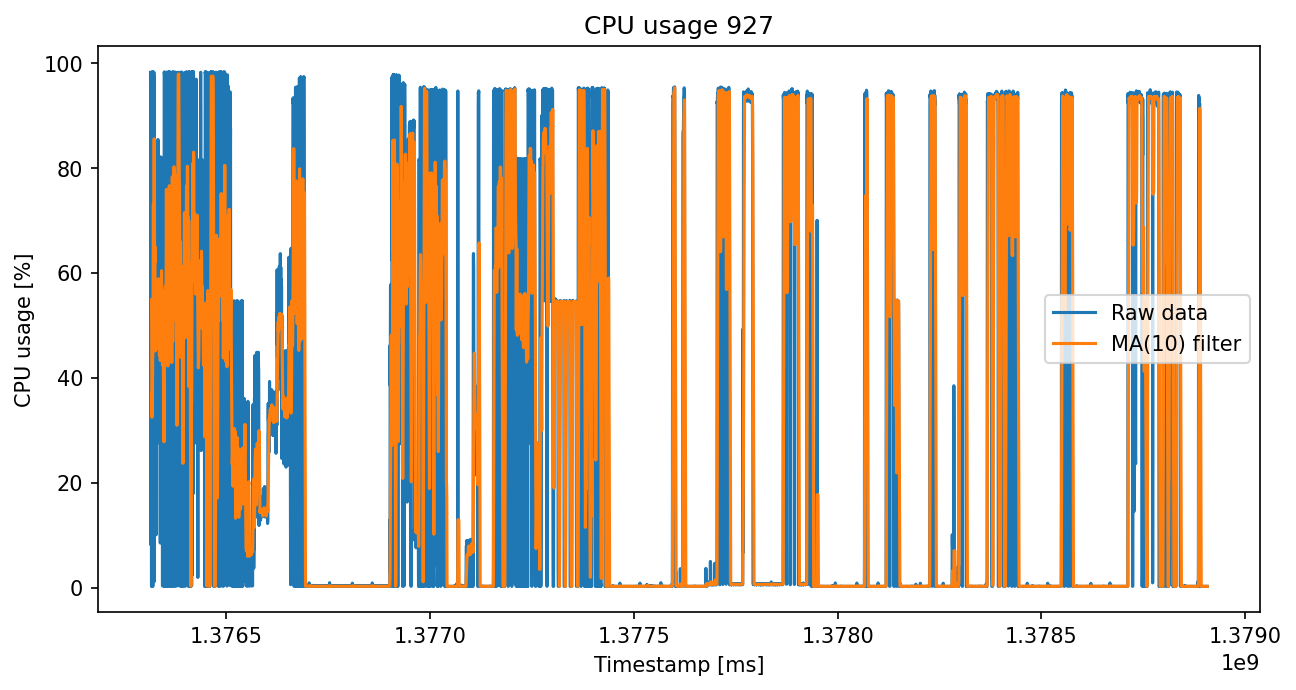 CPU usage 927
CPU usage [%]
100
80
60
40
20
0
Raw data
MA(10) filter
1.3765
1.3770
1.3775
1.3780
1.3785
1.3790
1e9
Timestamp [ms]